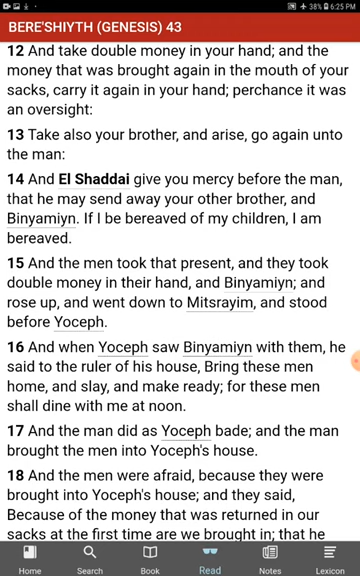 38% 6:25 PM
BERE'SHIYTH (GENESIS) 43
12 And take double money in your hand; and the
money that was brought again in the mouth of your
sacks, carry it again in your hand; perchance it was
an oversight:
13 Take also your brother, and arise, go again unto
the man:
14 And El Shaddai give you mercy before the man,
that he may send away your other brother, and
Binyamiyn. If I be bereaved of my children, I am
bereaved.
15 And the men took that present, and they took
double money in their hand, and Binyamiyn; and
rose up, and went down to Mitsrayim, and stood
before Yoceph.
16 And when Yoceph saw Binyamiyn with them, he
said to the ruler of his house, Bring these men
home, and slay, and make ready; for these men
shall dine with me at noon.
17 And the man did as Yoceph bade; and the man
brought the men into Yoceph's house.
18 And the men were afraid, because they were
brought into Yoceph's house; and they said,
Because of the money that was returned in our
sacks at the first time are we brought in; that he
Home Search Book Read Notes Lexicon